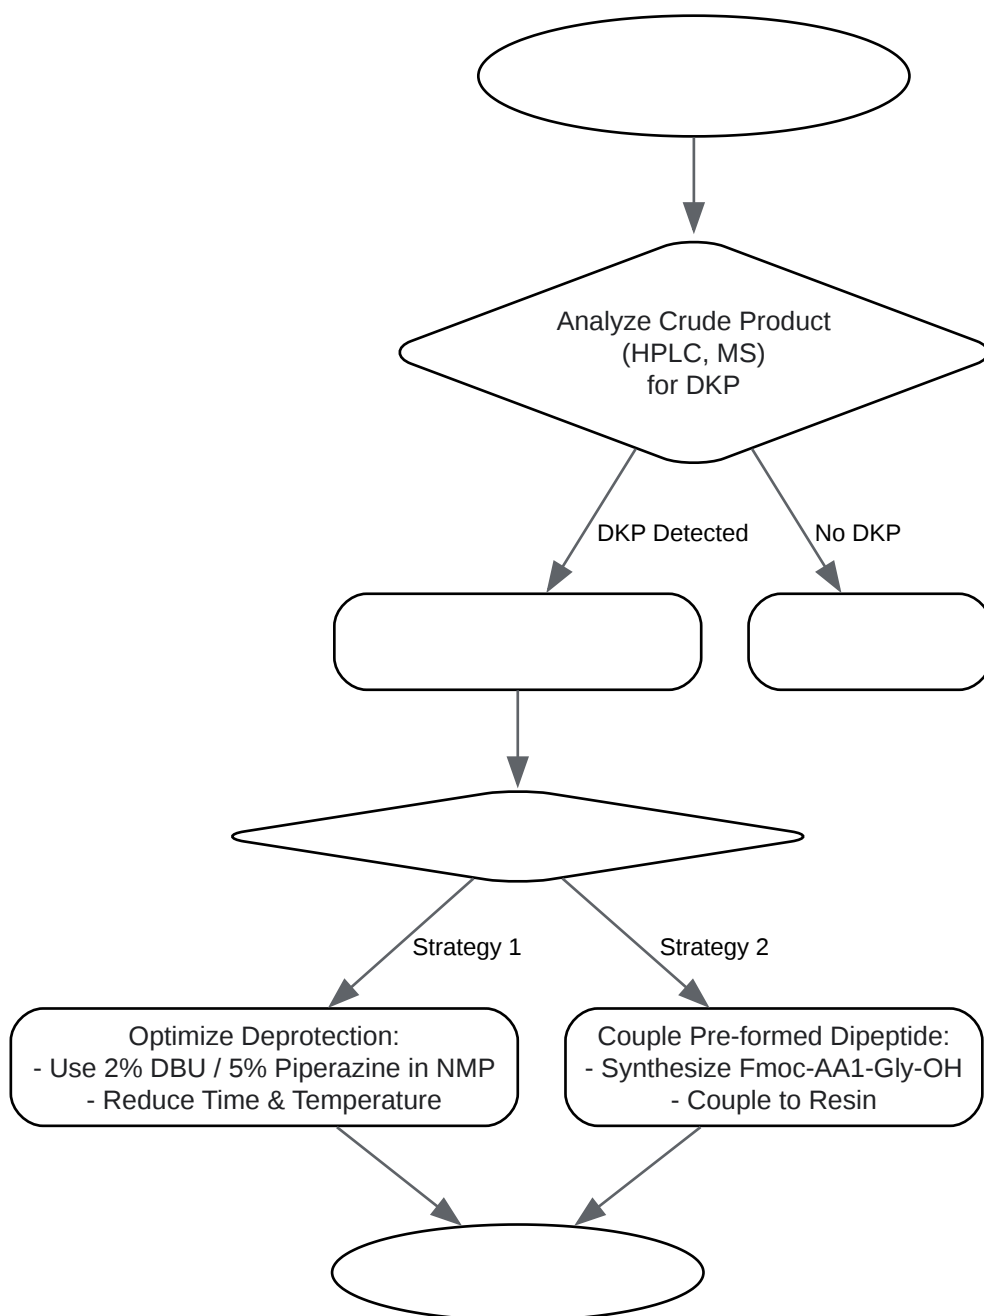 Analyze Crude Product
(HPLC, MS)
for DKP
DKP Detected
No DKP
Strategy 1
Strategy 2
Optimize Deprotection:
- Use 2% DBU / 5% Piperazine in NMP
- Reduce Time & Temperature
Couple Pre-formed Dipeptide:
- Synthesize Fmoc-AA1-Gly-OH
- Couple to Resin